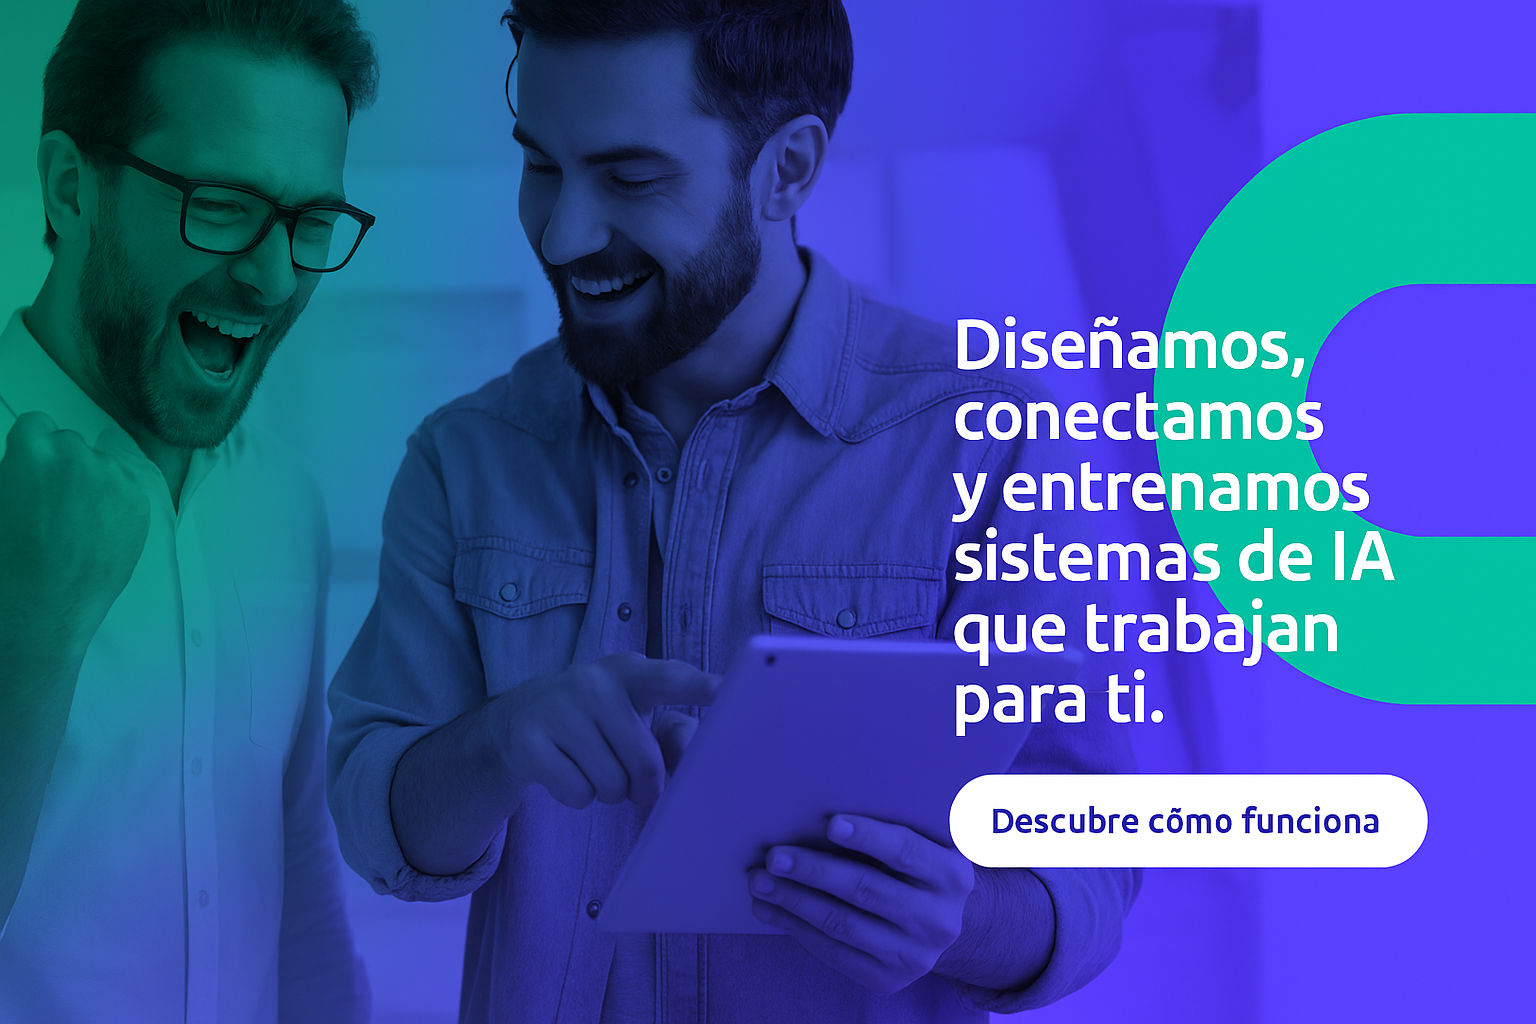 Diseñamos,
conectamos
y entrenamos
sistemas de IA
que trabajan
para ti.
Descubre cõmo funciona